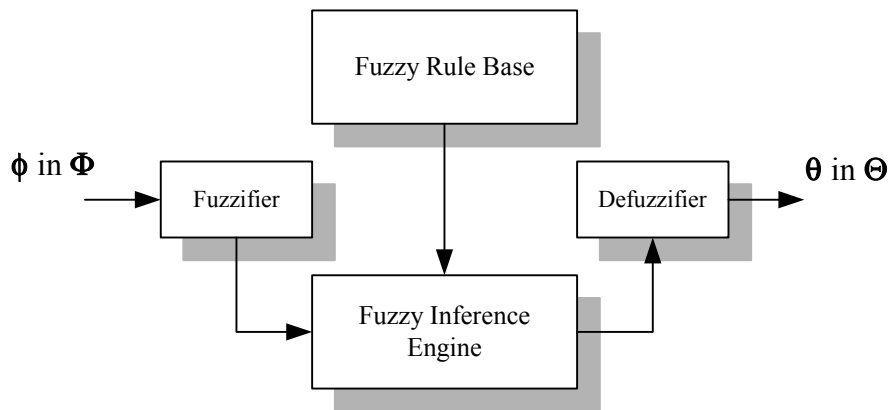 Fuzzy Rule Base
ϕ in Φ
θ in Θ
Fuzzifier
Defuzzifier
Fuzzy Inference
Engine